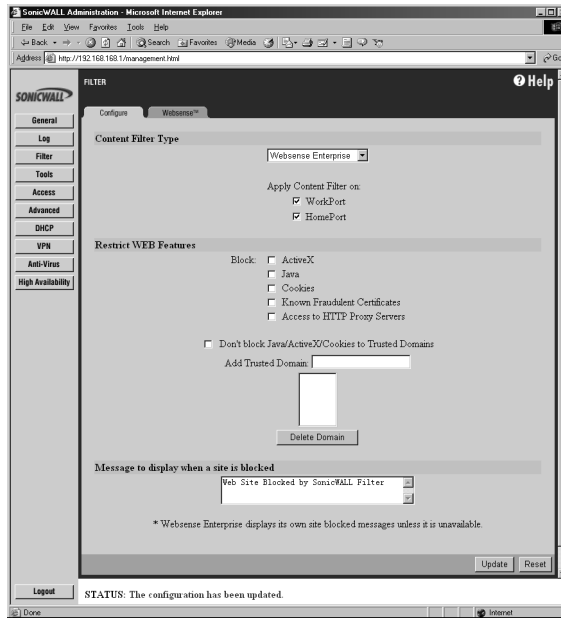 SonicWALL Administration - Microsoft Internet Explorer
File Edit View Favorites Tools Help
Back Search Favorites Media
Address http://192.168.168.1/management.html Go
SONICWALL
FILTER
Help
Configure Websense™
General
Log
Filter
Tools
Access
Advanced
DHCP
VPN
Anti-Virus
High Availability
Content Filter Type
Websense Enterprise
Apply Content Filter on:
WorkPort
HomePort
Restrict WEB Features
Block: ActiveX
Java
Cookies
Known Fraudulent Certificates
Access to HTTP Proxy Servers
Don't block Java/ActiveX/Cookies to Trusted Domains
Add Trusted Domain:
Delete Domain
Message to display when a site is blocked
Web Site Blocked by SonicWALL Filter
* Websense Enterprise displays its own site blocked messages unless it is unavailable.
Update Reset
Logout
STATUS: The configuration has been updated.
Done Internet